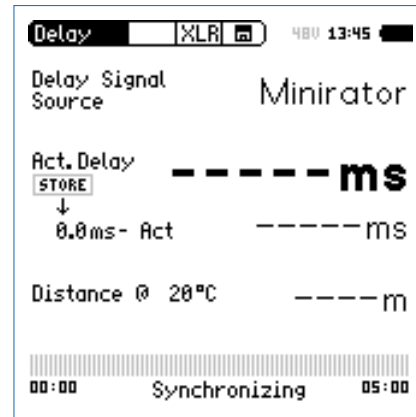 Delay XLR 48V 13:45
Delay Signal Source Minirator
Act. Delay -----ms
STORE
0.0ms- Act -----ms
Distance @ 20°C ----m
00:00 Synchronizing 05:00